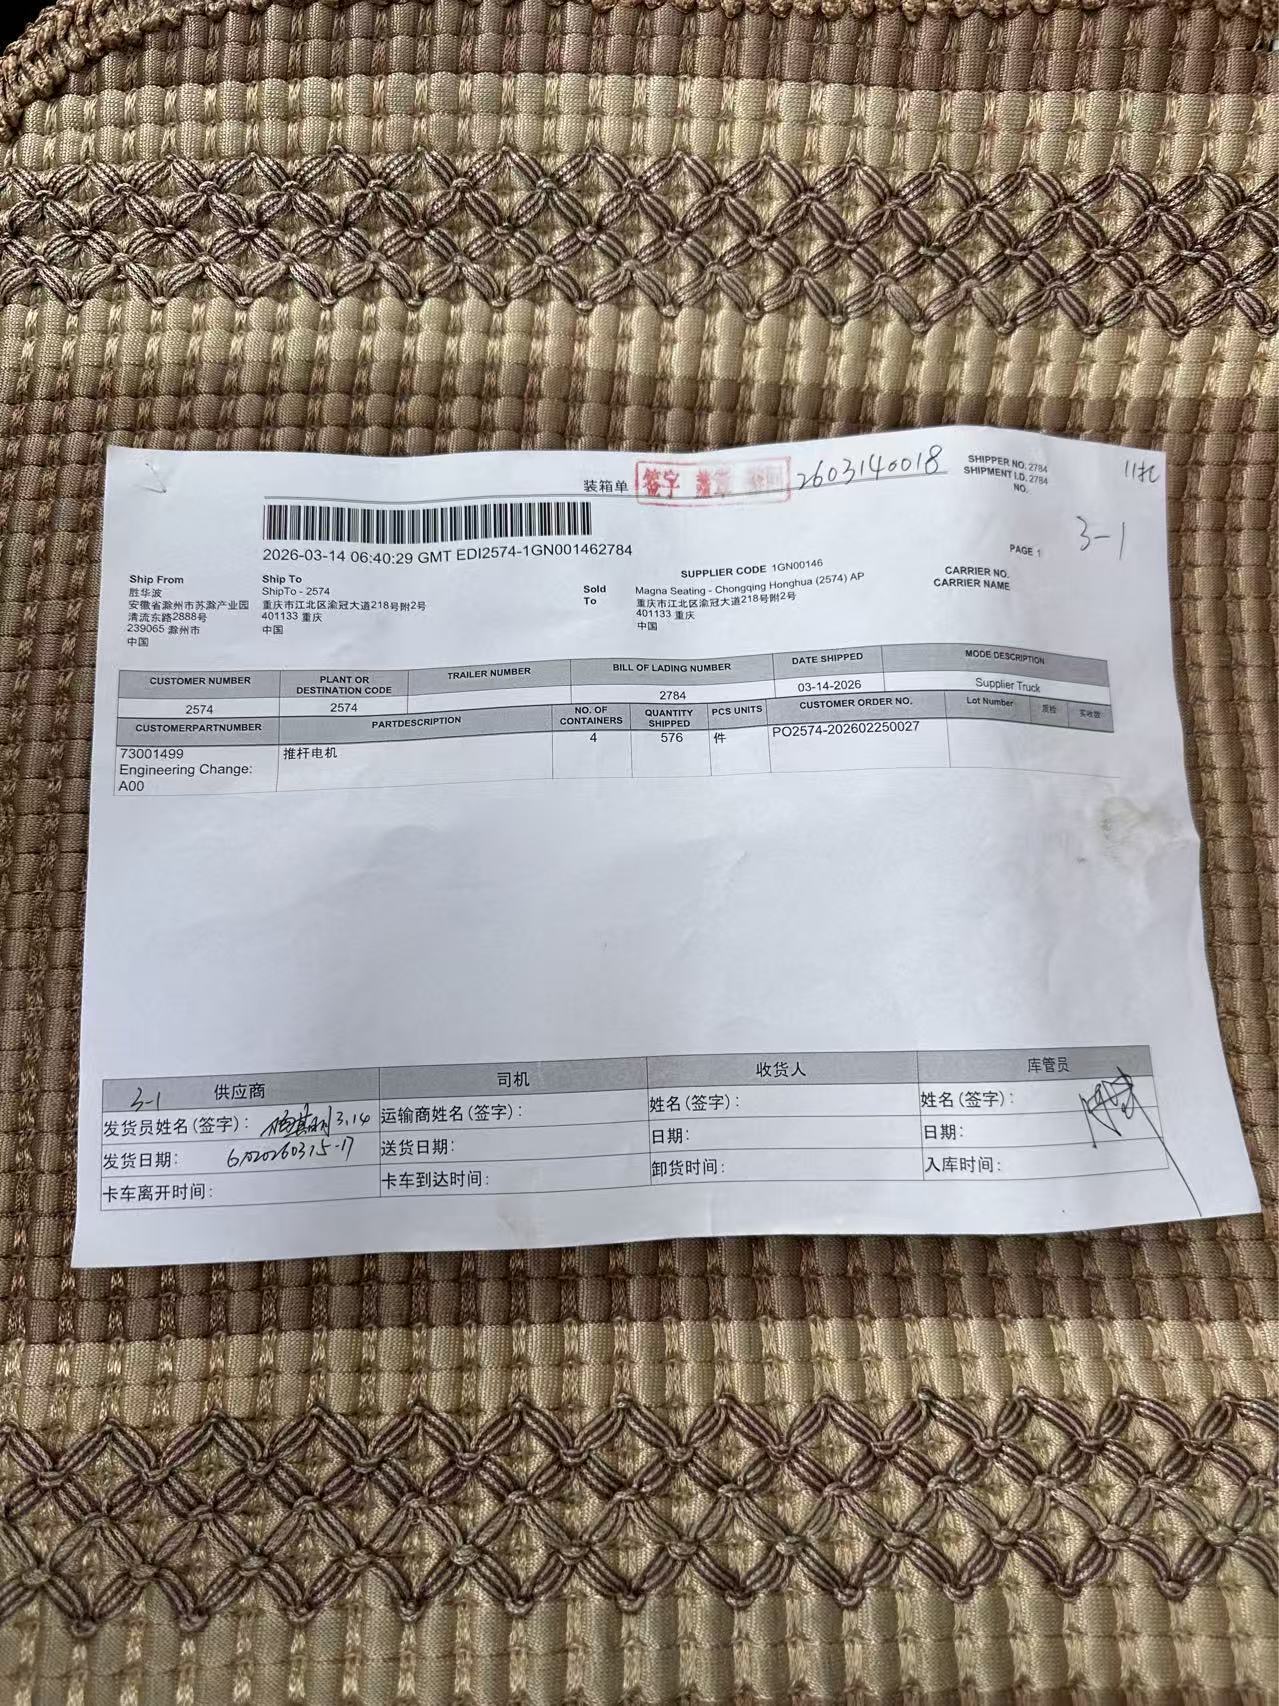 装箱单
签字
2603140018
SHIPPER NO. 2784
SHIPMENT I.D. 2784
NO.
3-1
2026-03-14 06:40:29 GMT EDI2574-1GN001462784
PAGE 1
SUPPLIER CODE 1GN00146
CARRIER NO.
CARRIER NAME
Ship From
胜华波
安徽省滁州市苏滁产业园
清流东路2888号
239065 滁州市
中国
Ship To
ShipTo - 2574
重庆市江北区渝冠大道218号附2号
401133 重庆
中国
Sold To
Magna Seating - Chongqing Honghua (2574) AP
重庆市江北区渝冠大道218号附2号
401133 重庆
中国
CUSTOMER NUMBER PLANT OR DESTINATION CODE TRAILER NUMBER BILL OF LADING NUMBER DATE SHIPPED MODE DESCRIPTION
2574 2574 2784 03-14-2026 Supplier Truck
CUSTOMERPARTNUMBER PARTDESCRIPTION NO. OF CONTAINERS QUANTITY SHIPPED PCS UNITS CUSTOMER ORDER NO. Lot Number 质检 实收数
73001499 推杆电机 4 576 件 PO2574-202602250027
Engineering Change:
A00
3-1 供应商 司机 收货人 库管员
发货员姓名(签字): 3.14 运输商姓名(签字): 姓名(签字): 姓名(签字):
发货日期: 送货日期: 日期: 日期:
卡车离开时间: 卡车到达时间: 卸货时间: 入库时间: